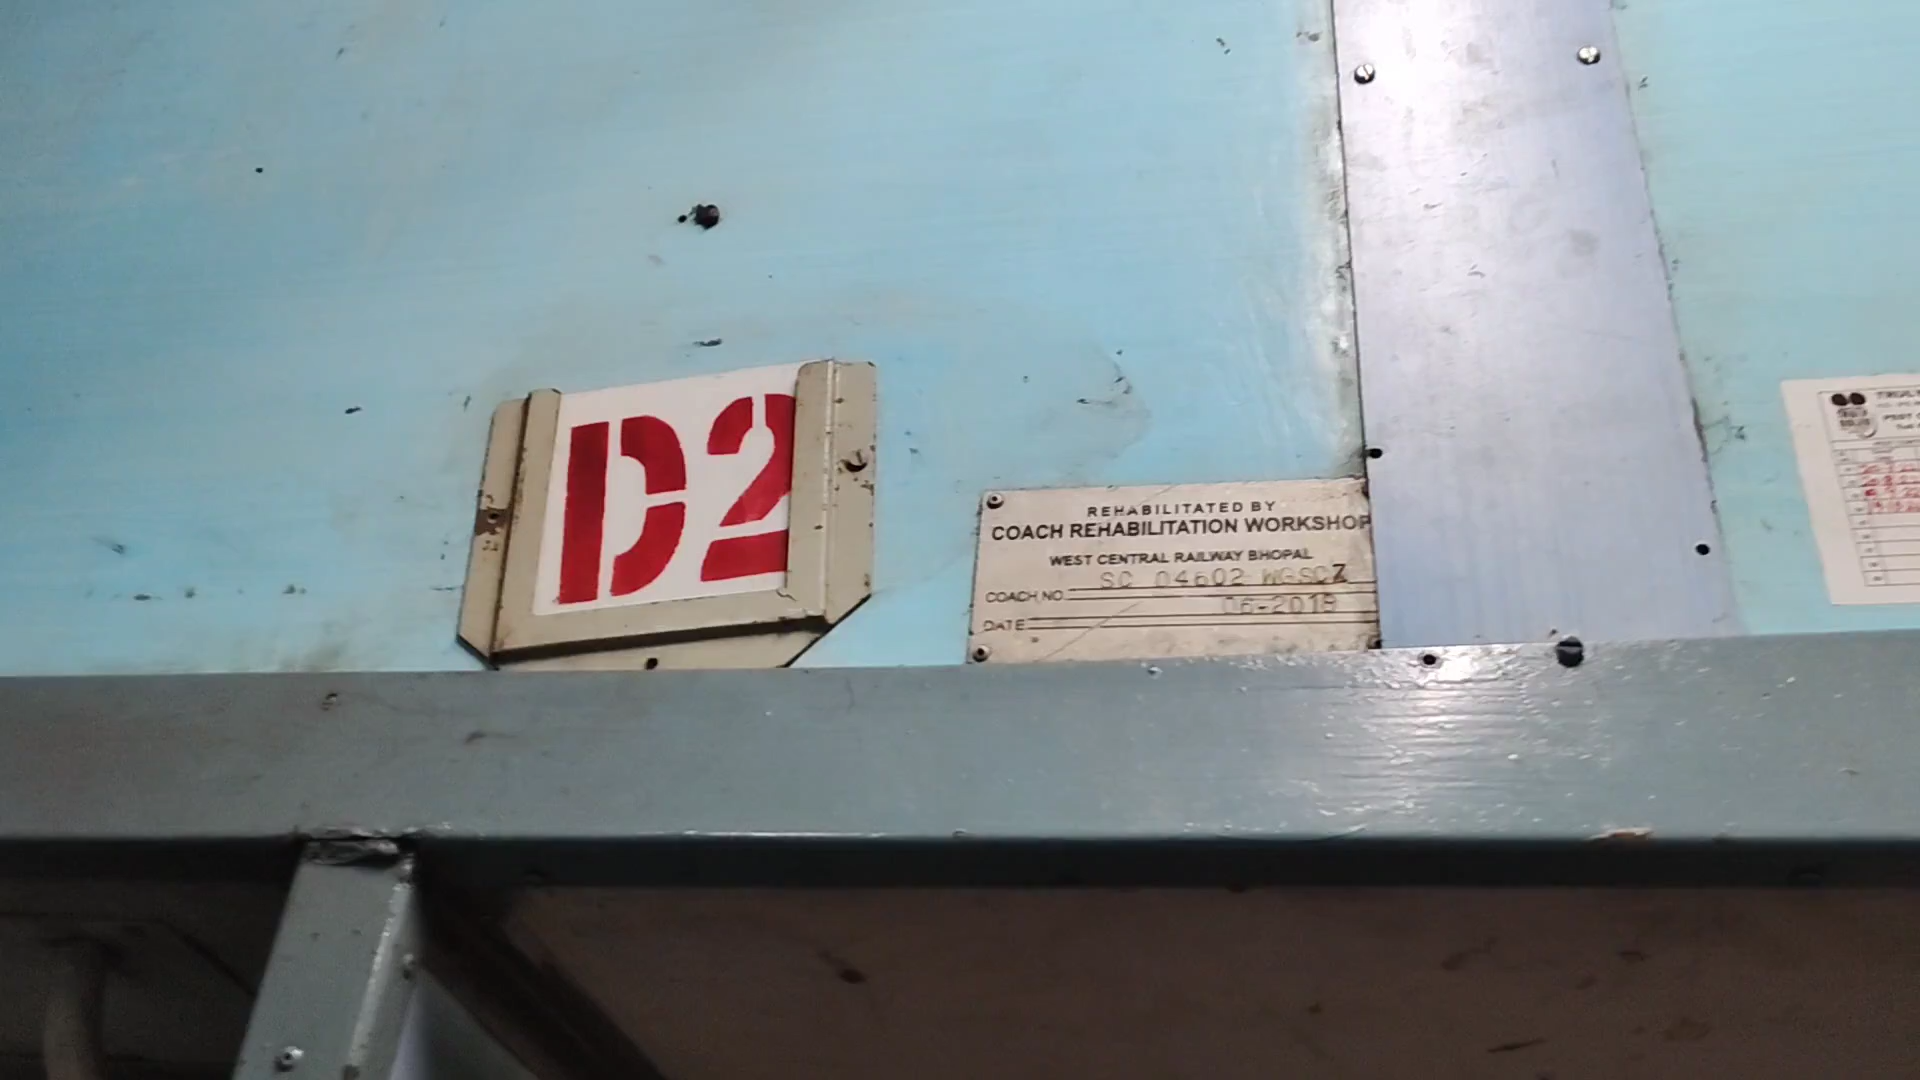 D2
REHABILITATED BY
COACH REHABILITATION WORKSHOP
WEST CENTRAL RAILWAY BHOPAL
COACH NO. SC 04602 WGSCZ
DATE 06-2018